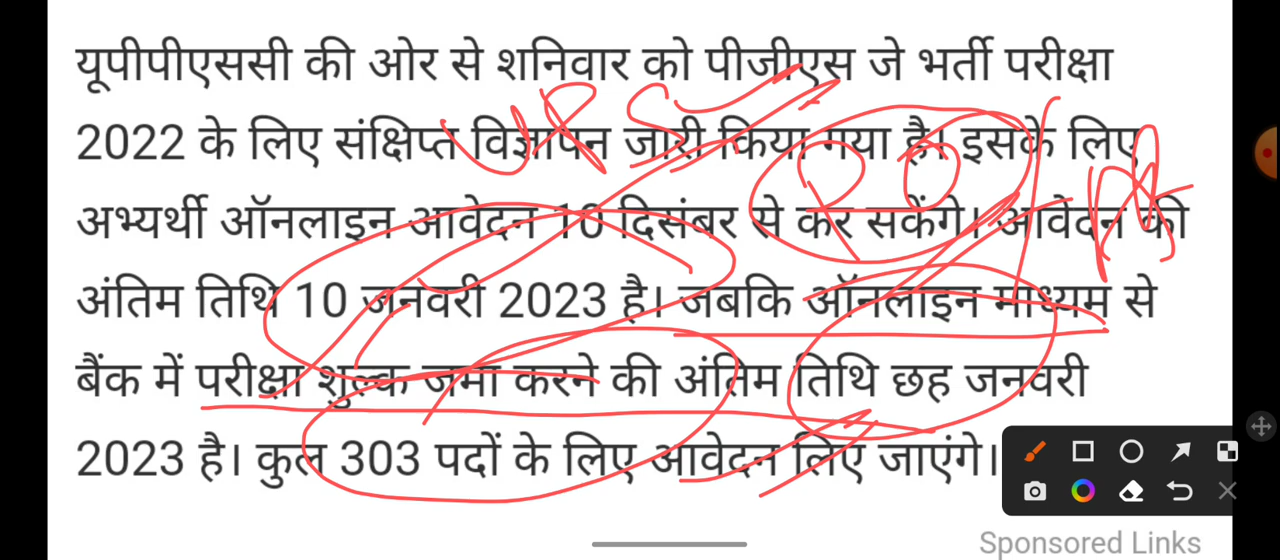 यूपीपीएससी की ओर से शनिवार को पीजीएस जे भर्ती परीक्षा
2022 के लिए संक्षिप्त विज्ञापन जारी किया गया है। इसके लिए
अभ्यर्थी ऑनलाइन आवेदन 10 दिसंबर से कर सकेंगे। आवेदन की
अंतिम तिथि 10 जनवरी 2023 है। जबकि ऑनलाइन माध्यम से
बैंक में परीक्षा शुल्क जमा करने की अंतिम तिथि छह जनवरी
2023 है। कुल 303 पदों के लिए आवेदन लिए जाएंगे।
Sponsored Links